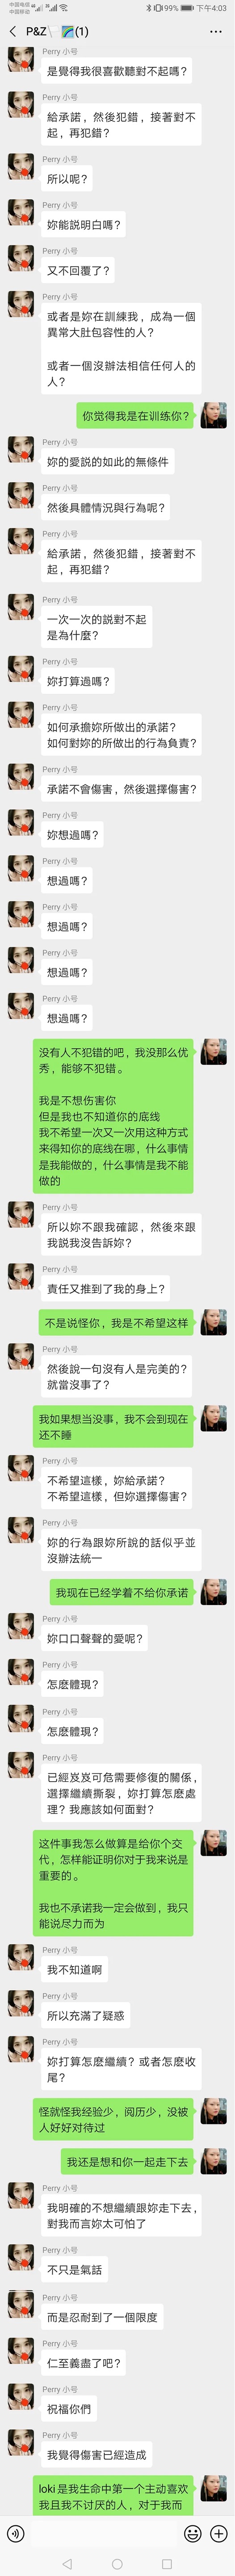 中国电信
中国移动
99%
下午4:03
P&Z (1)
Perry 小号
是覺得我很喜歡聽對不起嗎？
Perry 小号
給承諾，然後犯錯，接著對不
起，再犯錯？
Perry 小号
所以呢？
Perry 小号
妳能説明白嗎？
Perry 小号
又不回覆了？
Perry 小号
或者是妳在訓練我，成為一個
異常大肚包容性的人？
或者一個沒辦法相信任何人的
人？
你觉得我是在训练你？
Perry 小号
妳的愛説的如此的無條件
Perry 小号
然後具體情況與行為呢？
Perry 小号
給承諾，然後犯錯，接著對不
起，再犯錯？
Perry 小号
一次一次的説對不起
是為什麼？
Perry 小号
妳打算過嗎？
Perry 小号
如何承擔妳所做出的承諾？
如何對妳的所做出的行為負責？
Perry 小号
承諾不會傷害，然後選擇傷害？
Perry 小号
妳想過嗎？
Perry 小号
想過嗎？
Perry 小号
想過嗎？
Perry 小号
想過嗎？
Perry 小号
想過嗎？
没有人不犯错的吧，我没那么优
秀，能够不犯错。
我是不想伤害你
但是我也不知道你的底线
我不希望一次又一次用这种方式
来得知你的底线在哪，什么事情
是我能做的，什么事情是我不能
做的
Perry 小号
所以妳不跟我確認，然後來跟
我説我沒告訴妳？
Perry 小号
責任又推到了我的身上？
不是说怪你，我是不希望这样
Perry 小号
然後說一句沒有人是完美的？
就當沒事了？
我如果想当没事，我不会到现在
还不睡
Perry 小号
不希望這樣，妳給承諾？
不希望這樣，但妳選擇傷害？
Perry 小号
妳的行為跟妳所說的話似乎並
沒辦法統一
我现在已经学着不给你承诺
Perry 小号
妳口口聲聲的愛呢？
Perry 小号
怎麽體現？
Perry 小号
怎麽體現？
Perry 小号
已經岌岌可危需要修復的關係，
選擇繼續撕裂，妳打算怎麽處
理？我應該如何面對？
这件事我怎么做算是给你个交
代，怎样能证明你对于我来说是
重要的。
我也不承诺我一定会做到，我只
能说尽力而为
Perry 小号
我不知道啊
Perry 小号
所以充滿了疑惑
Perry 小号
妳打算怎麽繼續？或者怎麽收
尾？
怪就怪我经验少，阅历少，没被
人好好对待过
我还是想和你一起走下去
Perry 小号
我明確的不想繼續跟妳走下去，
對我而言妳太可怕了
Perry 小号
不只是氣話
Perry 小号
而是忍耐到了一個限度
Perry 小号
仁至義盡了吧？
Perry 小号
祝福你們
Perry 小号
我覺得傷害已經造成
loki 是我生命中第一个主动喜欢
我且我不讨厌的人，对于我而